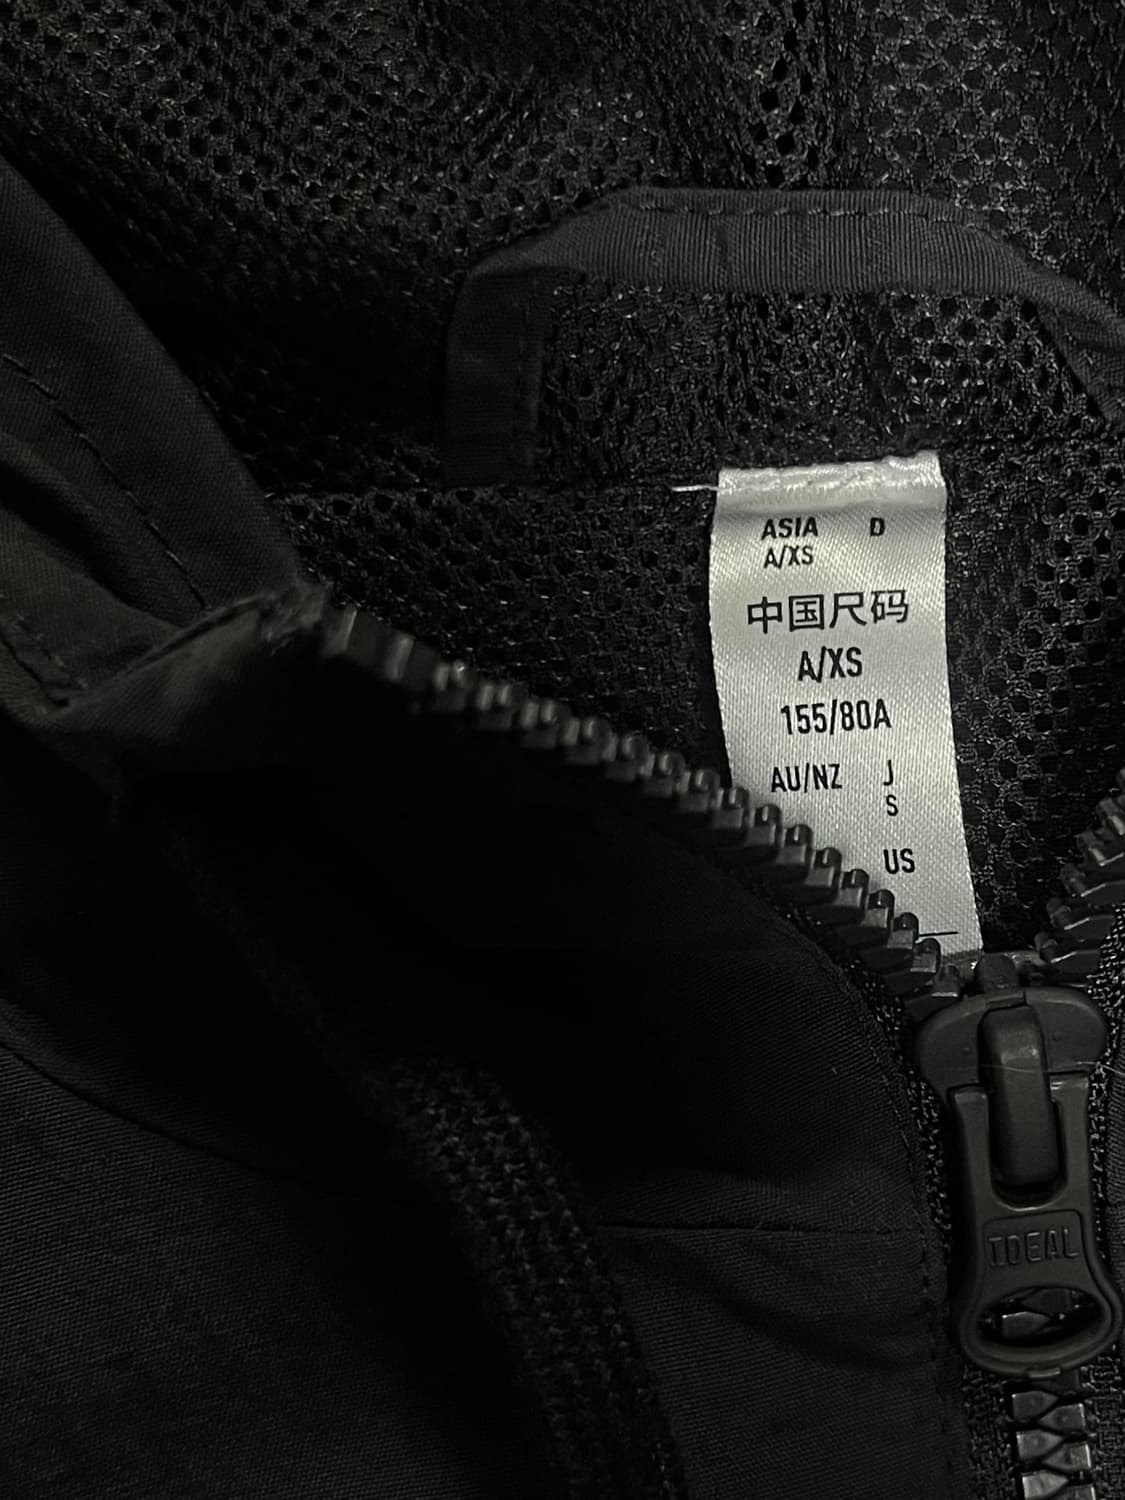 ASIA D
A/XS
中国尺码
A/XS
155/80A
AU/NZ J
S
US
IDEAL